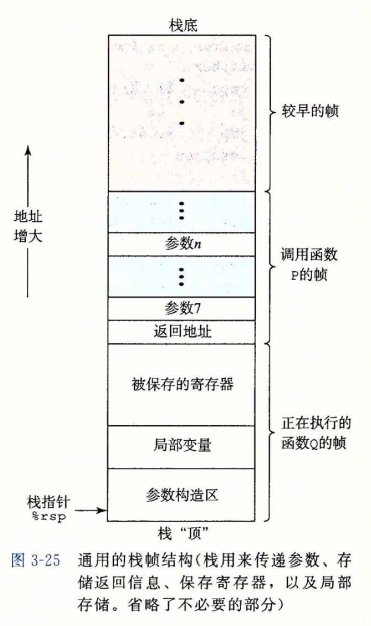 栈底
较早的帧
地址
增大
参数n
调用函数
P的帧
参数7
返回地址
被保存的寄存器
正在执行的
函数Q的帧
局部变量
参数构造区
栈指针
%rsp
栈“顶”
图 3-25 通用的栈帧结构(栈用来传递参数、存
储返回信息、保存寄存器，以及局部
存储。省略了不必要的部分)